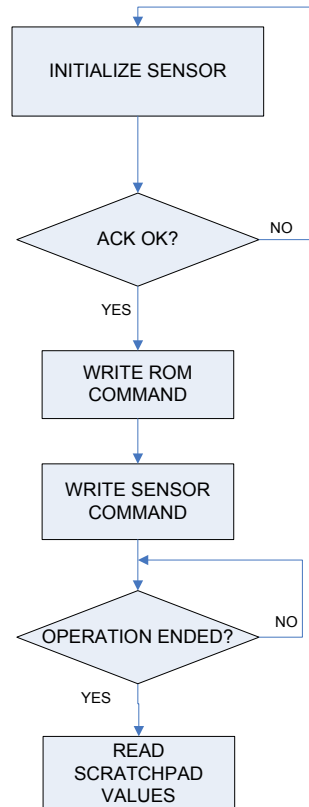 INITIALIZE SENSOR
ACK OK?
NO
YES
WRITE ROM
COMMAND
WRITE SENSOR
COMMAND
OPERATION ENDED?
NO
YES
READ
SCRATCHPAD
VALUES